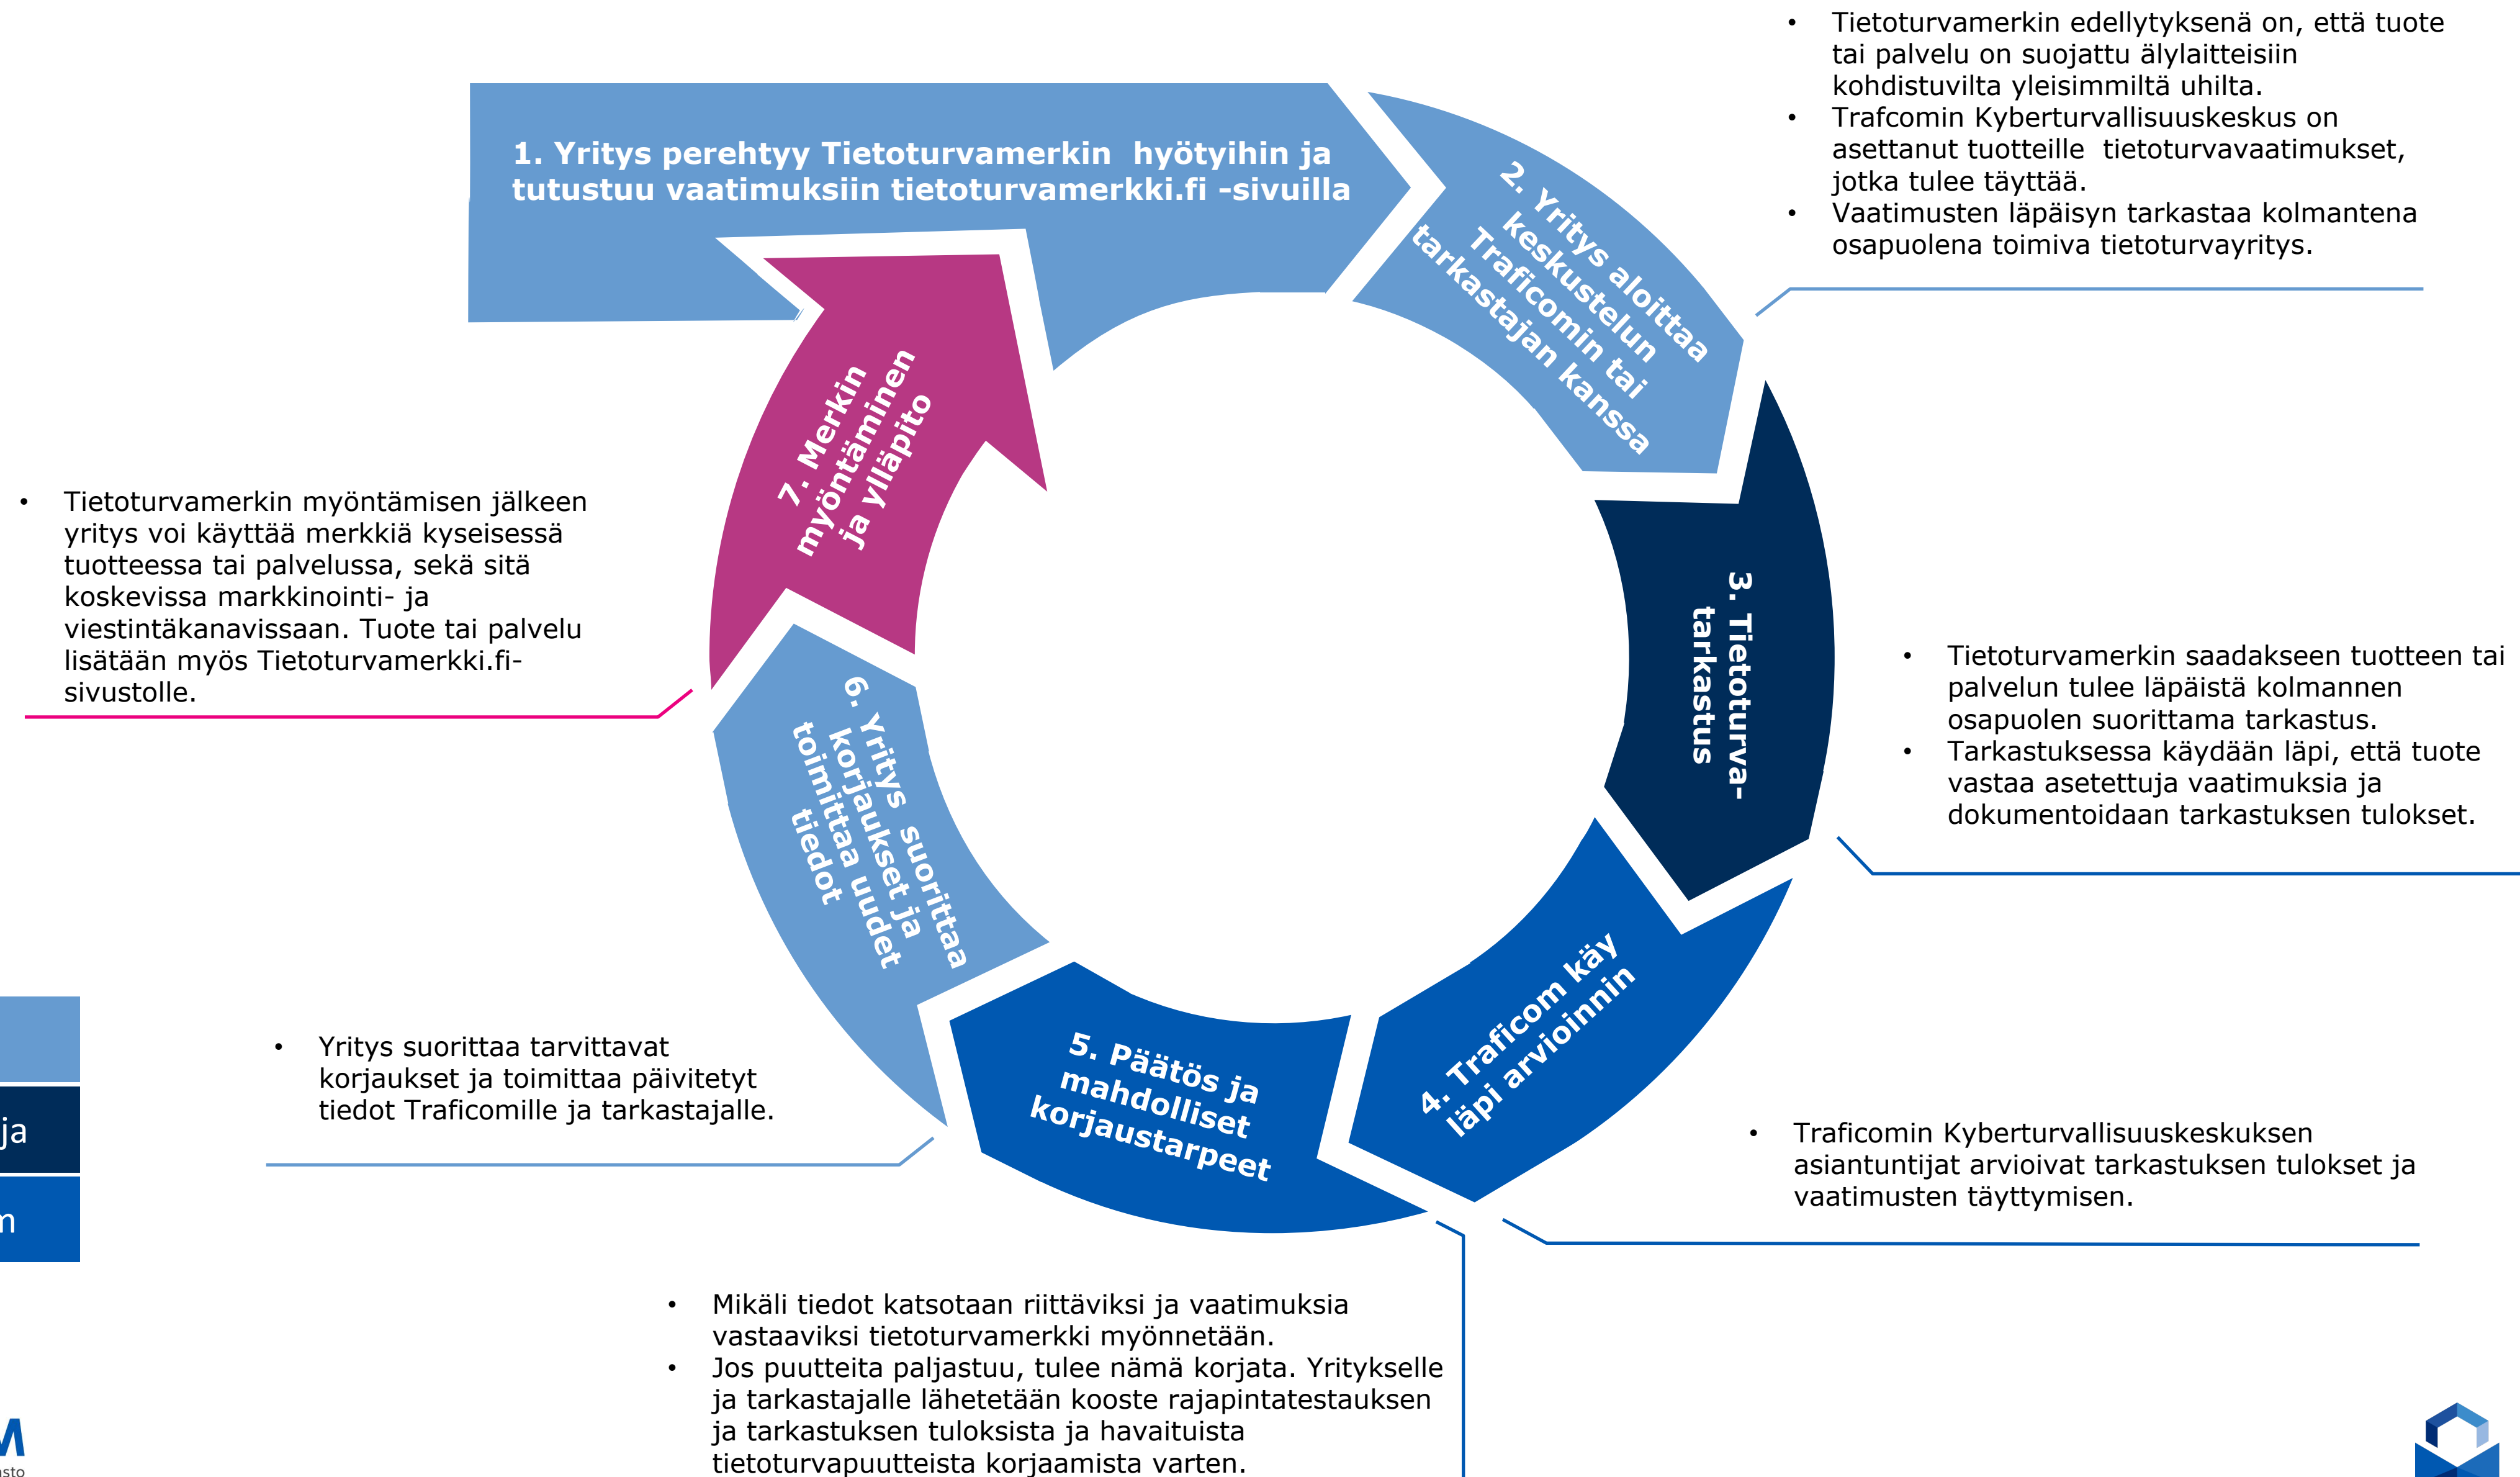 1. Yritys perehtyy Tietoturvamerkin  hyötyihin ja
tutustuu vaatimuksiin tietoturvamerkki.fi –sivuilla
2. Yritys aloittaa
keskustelun
Traficomin tai
tarkastajan kanssa
• Tietoturvamerkin edellytyksenä on, että tuote
tai palvelu on suojattu älylaitteisiin
kohdistuvilta yleisimmiltä uhilta.
• Trafcomin Kyberturvallisuuskeskus on
asettanut tuotteille  tietoturvavaatimukset,
jotka tulee täyttää.
• Vaatimusten läpäisyn tarkastaa kolmantena
osapuolena toimiva tietoturvayritys.
3. Tietoturva-
tarkastus
• Tietoturvamerkin saadakseen tuotteen tai
palvelun tulee läpäistä kolmannen
osapuolen suorittama tarkastus.
• Tarkastuksessa käydään läpi, että tuote
vastaa asetettuja vaatimuksia ja
dokumentoidaan tarkastuksen tulokset.
4. Traficom käy
läpi arvioinnin
• Traficomin Kyberturvallisuuskeskuksen
asiantuntijat arvioivat tarkastuksen tulokset ja
vaatimusten täyttymisen.
5. Päätös ja
mahdolliset
korjaustarpeet
• Mikäli tiedot katsotaan riittäviksi ja vaatimuksia
vastaaviksi tietoturvamerkki myönnetään.
• Jos puutteita paljastuu, tulee nämä korjata. Yritykselle
ja tarkastajalle lähetetään kooste rajapintatestauksen
ja tarkastuksen tuloksista ja havaituista
tietoturvapuutteista korjaamista varten.
6. Yritys  suorittaa
korjaukset ja
toimittaa uudet
tiedot
• Yritys suorittaa tarvittavat
korjaukset ja toimittaa päivitetyt
tiedot Traficomille ja tarkastajalle.
7. Merkin
myöntäminen
ja ylläpito
• Tietoturvamerkin myöntämisen jälkeen
yritys voi käyttää merkkiä kyseisessä
tuotteessa tai palvelussa, sekä sitä
koskevissa markkinointi- ja
viestintäkanavissaan. Tuote tai palvelu
lisätään myös Tietoturvamerkki.fi-
sivustolle.
ja